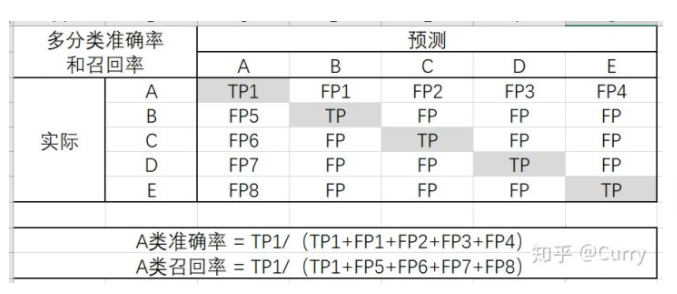 多分类准确率 预测
和召回率 A B C D E
A TP1 FP1 FP2 FP3 FP4
B FP5 TP FP FP FP
实际 C FP6 FP TP FP FP
D FP7 FP FP TP FP
E FP8 FP FP FP TP
A类准确率 = TP1/（TP1+FP1+FP2+FP3+FP4）
A类召回率 = TP1/（TP1+FP5+FP6+FP7+FP8）
知乎 @Curry